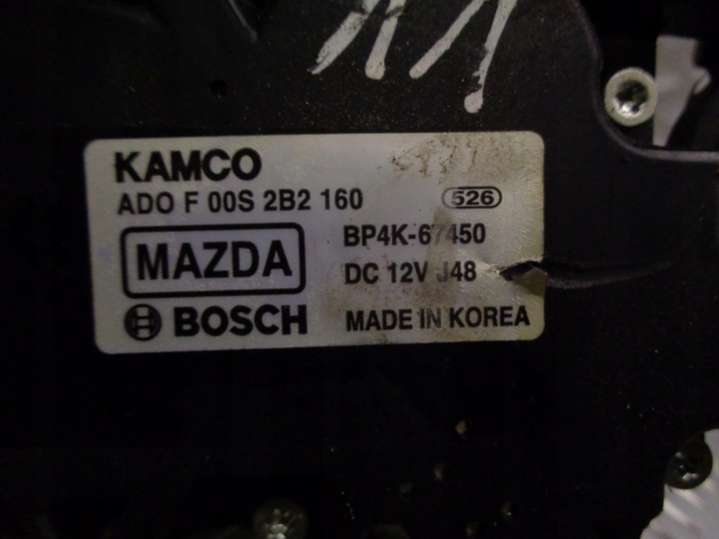 KAMCO
ADO F 00S 2B2 160 526
MAZDA BP4K-67450
DC 12V J48
BOSCH MADE IN KOREA